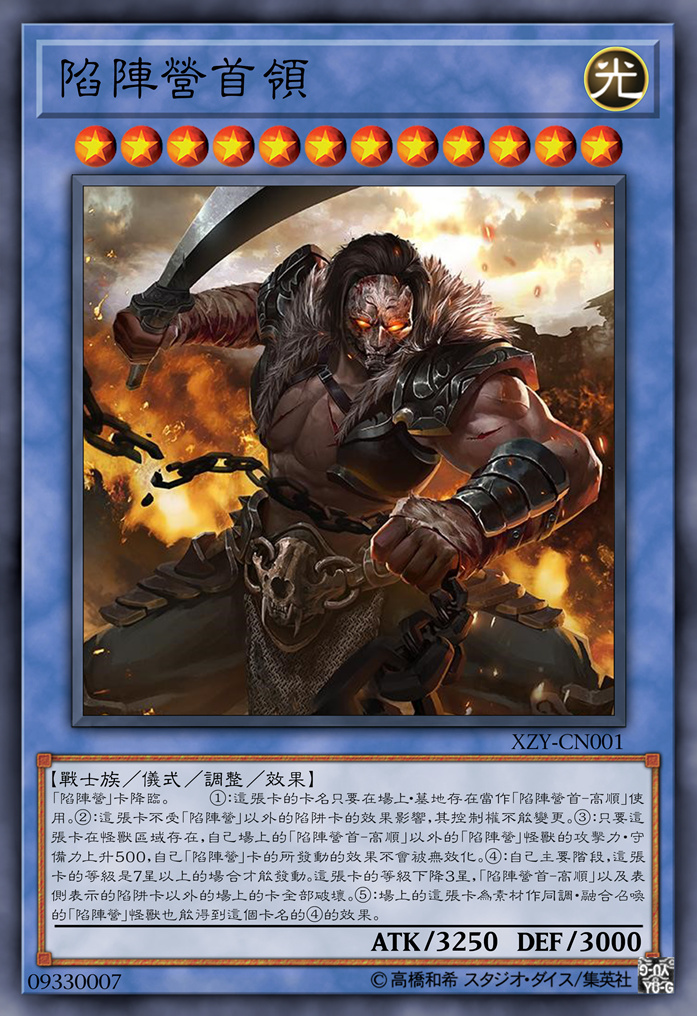 陷陣營首領
光
XZY-CN001
【戰士族／儀式／調整／效果】
「陷陣營」卡降臨。　①：這張卡的卡名只要在場上・墓地存在當作「陷陣營首-高順」使
用。②：這張卡不受「陷陣營」以外的陷阱卡的效果影響，其控制權不能變更。③：只要這
張卡在怪獸區域存在，自己場上的「陷陣營首-高順」以外的「陷陣營」怪獸的攻擊力・守
備力上升500，自己「陷陣營」卡的所發動的效果不會被無效化。④：自己主要階段，這張
卡的等級是7星以上的場合才能發動。這張卡的等級下降3星，「陷陣營首-高順」以及表
側表示的陷阱卡以外的場上的卡全部破壞。⑤：場上的這張卡為素材作同調・融合召喚
的「陷陣營」怪獸也能得到這個卡名的④的效果。
ATK/3250 DEF/3000
09330007
©高橋和希 スタジオ・ダイス/集英社